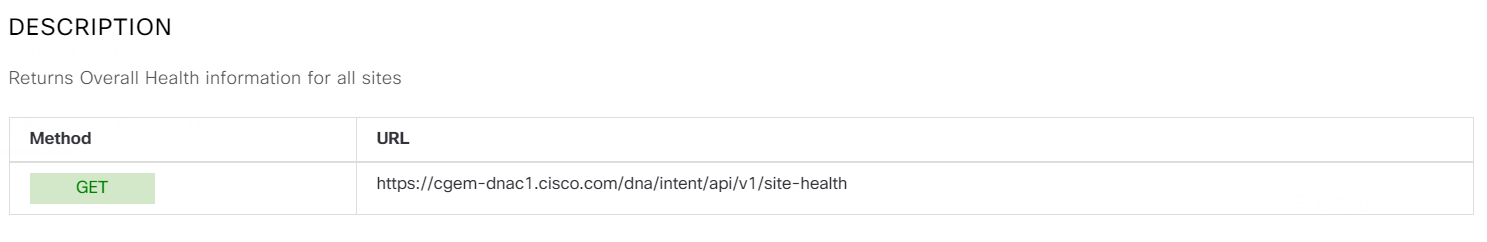 DESCRIPTION
Returns Overall Health information for all sites
Method URL
GET https://cgem-dnac1.cisco.com/dna/intent/api/v1/site-health